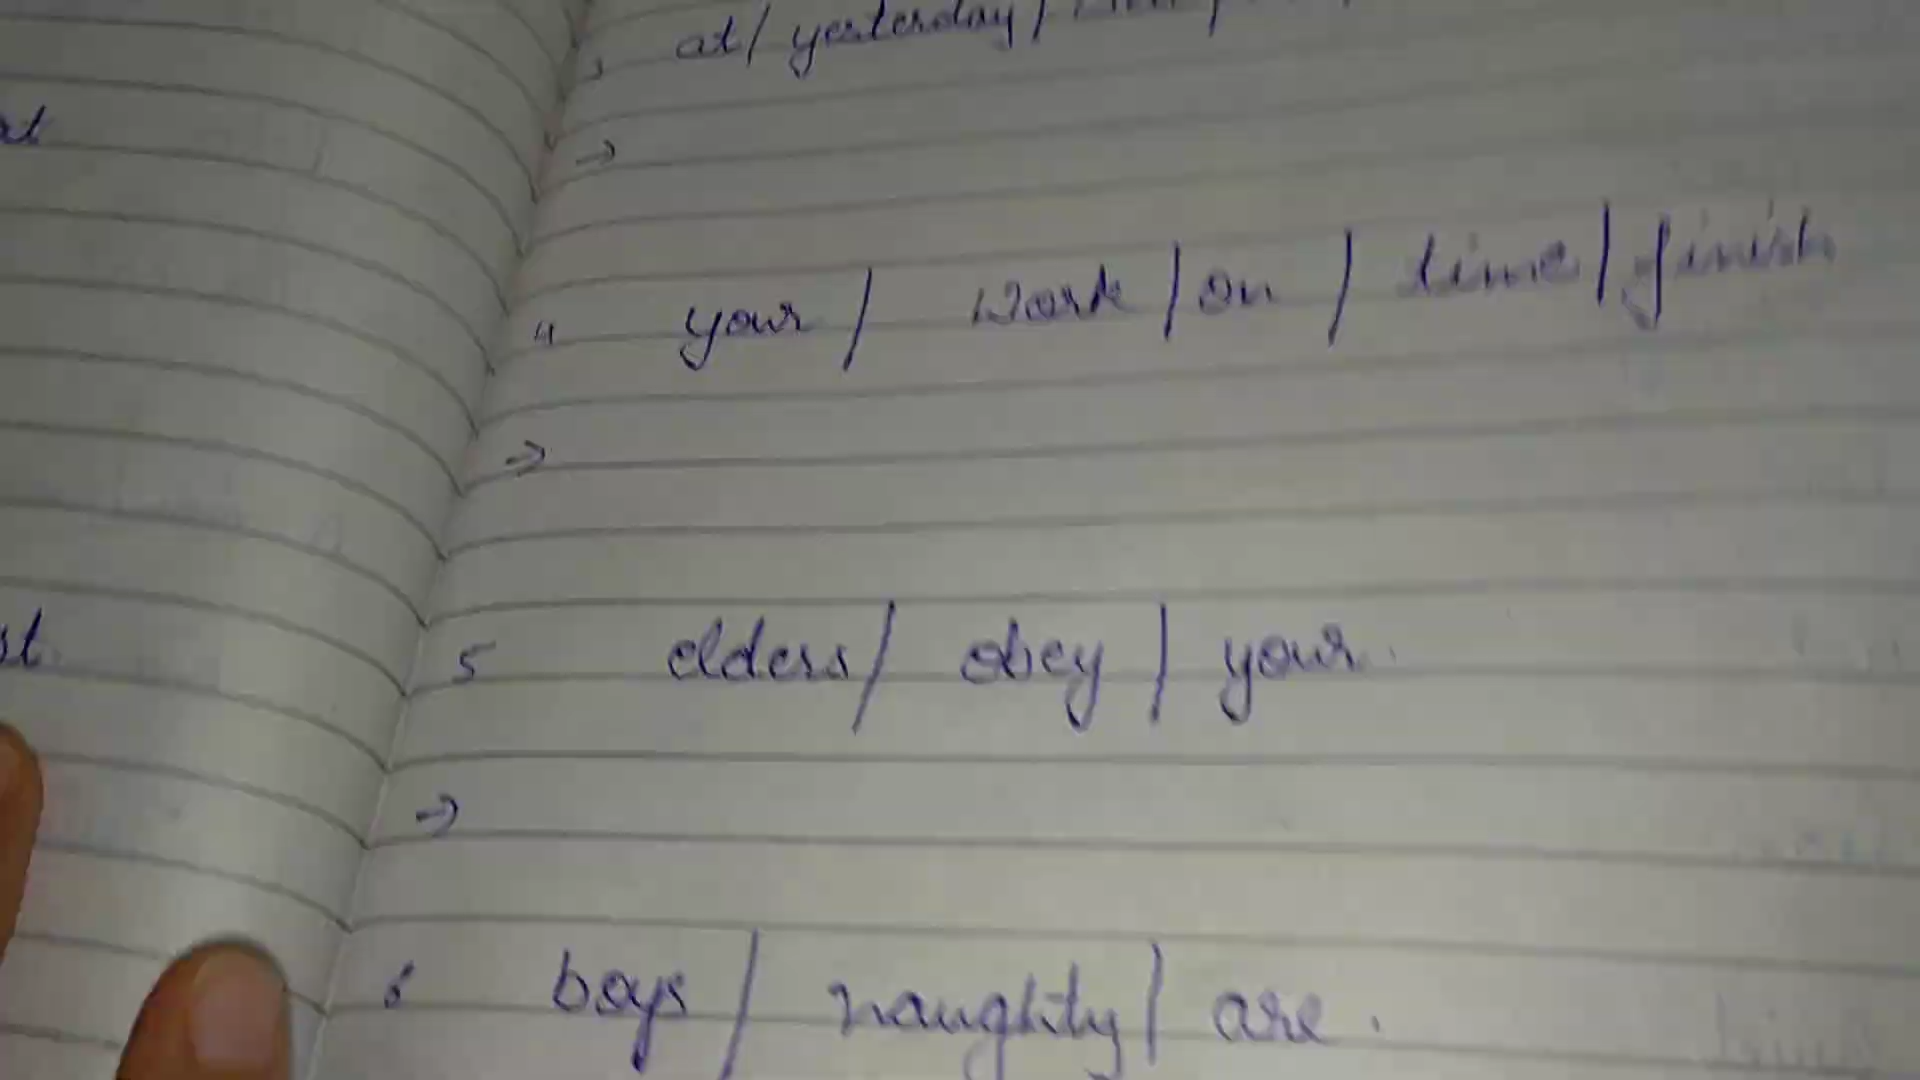 at / yesterday /
→
4 your / Work / on / time / finish
→
5 elders / obey / your.
→
6 boys / naughty / are.